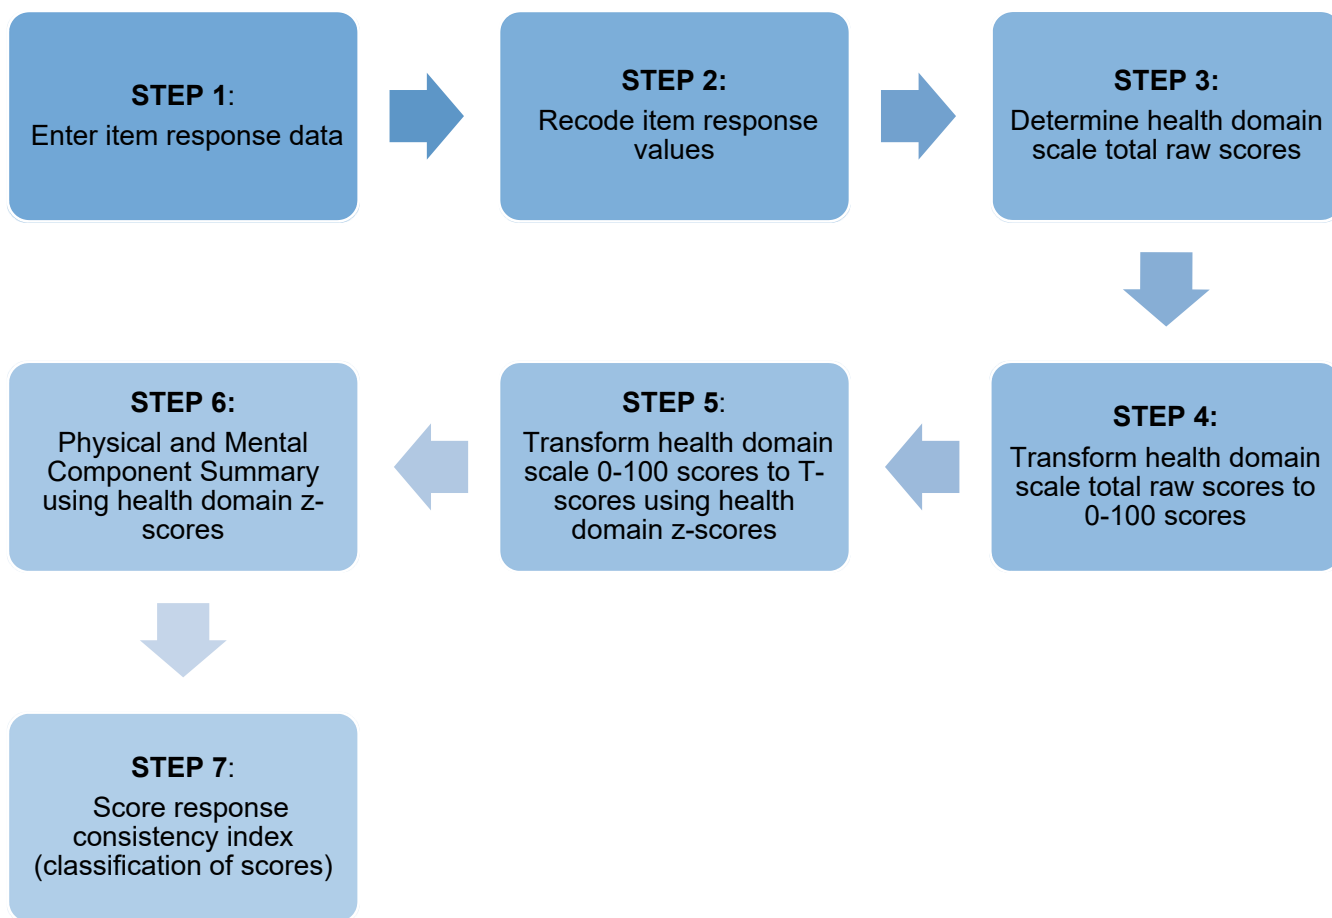 STEP 1:
Enter item response data
STEP 2:
Recode item response
values
STEP 3:
Determine health domain
scale total raw scores
STEP 4:
Transform health domain
scale total raw scores to
0-100 scores
STEP 5:
Transform health domain
scale 0-100 scores to T-
scores using health
domain z-scores
STEP 6:
Physical and Mental
Component Summary
using health domain z-
scores
STEP 7:
Score response
consistency index
(classification of scores)